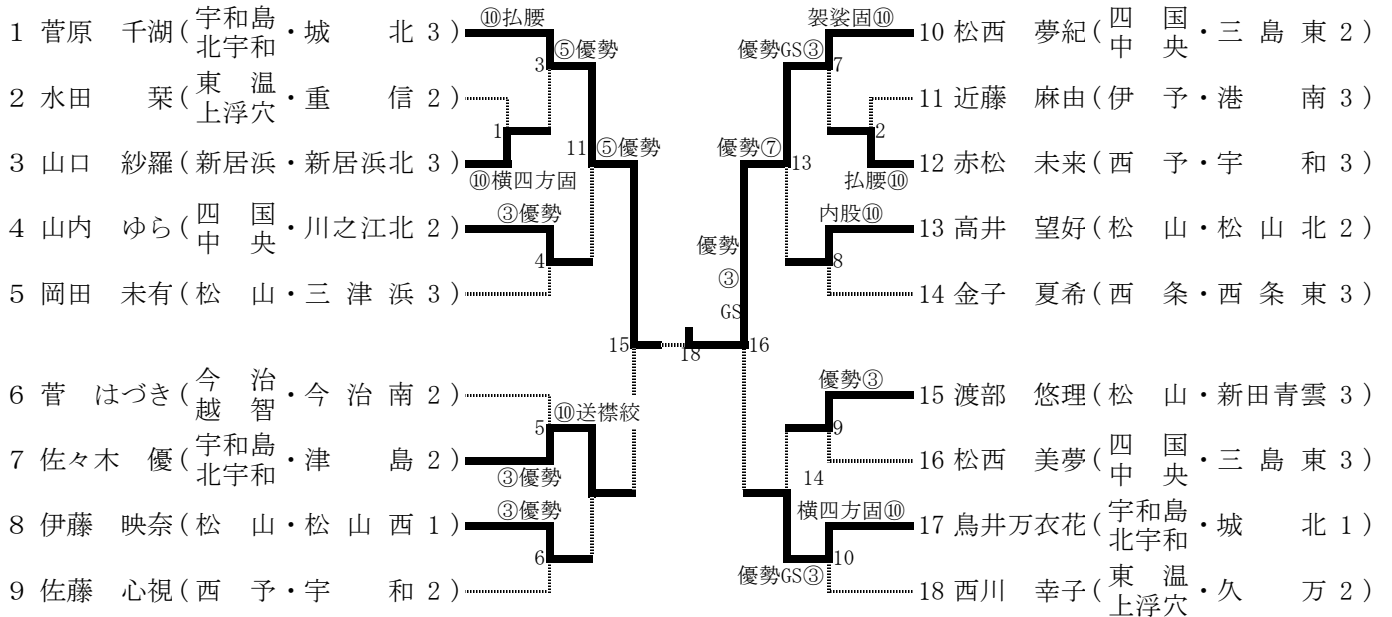 1 菅原 千湖(宇和島北宇和・城 北 3)
⑩払腰
3
⑤優勢
2 水田 栞(東 温上浮穴・重 信 2)
1
3 山口 紗羅(新居浜・新居浜北 3)
⑩横四方固
11
⑤優勢
4 山内 ゆら(四 国中 央・川之江北 2)
③優勢
4
5 岡田 未有(松 山・三 津 浜 3)
15
18
6 菅 はづき(今 治越 智・今 治 南 2)
⑩送襟絞
5
7 佐々木 優(宇和島北宇和・津 島 2)
③優勢
8 伊藤 映奈(松 山・松 山 西 1)
③優勢
6
9 佐藤 心視(西 予・宇 和 2)
袈裟固⑩
10 松西 夢紀(四 国中 央・三 島 東 2)
優勢GS③
7
11 近藤 麻由(伊 予・港 南 3)
2
優勢⑦
13
12 赤松 未来(西 予・宇 和 3)
払腰⑩
内股⑩
13 高井 望好(松 山・松 山 北 2)
8
優勢
③
GS
14 金子 夏希(西 条・西 条 東 3)
16
優勢③
15 渡部 悠理(松 山・新田青雲 3)
9
16 松西 美夢(四 国中 央・三 島 東 3)
14
横四方固⑩
17 鳥井万衣花(宇和島北宇和・城 北 1)
10
優勢GS③
18 西川 幸子(東 温上浮穴・久 万 2)